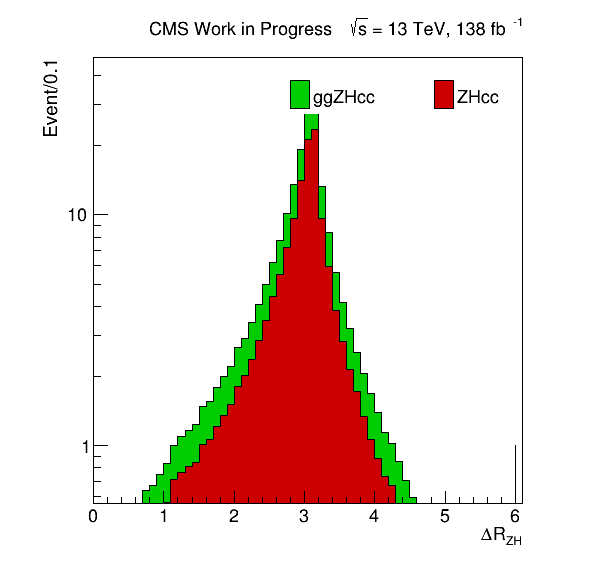 CMS Work in Progress √s = 13 TeV, 138 fb⁻¹
Event/0.1
ggZHcc ZHcc
10
1
0 1 2 3 4 5 6
ΔR_ZH